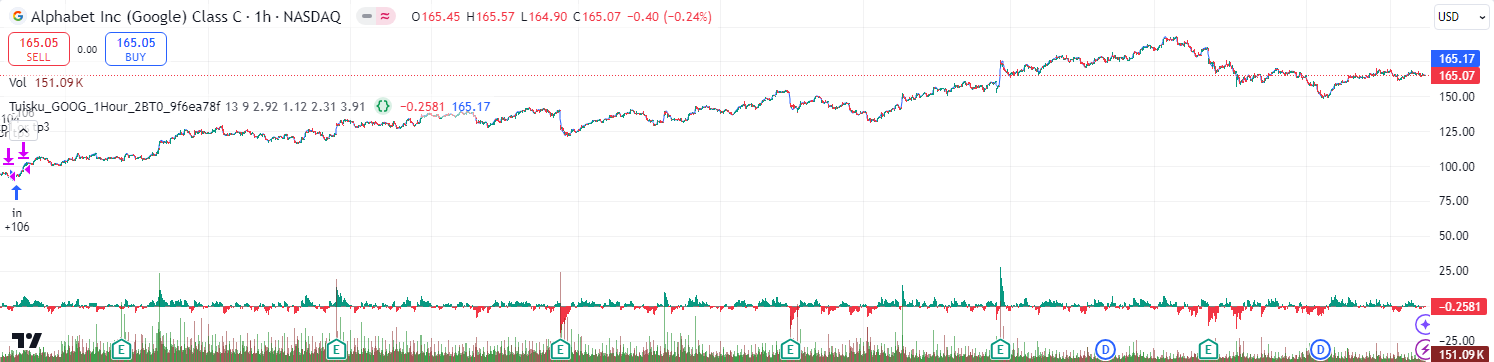 G Alphabet Inc (Google) Class C · 1h · NASDAQ O165.45 H165.57 L164.90 C165.07 −0.40 (−0.24%)
USD
165.05 SELL
0.00
165.05 BUY
165.17
165.07
Vol 151.09 K
Tuisku_GOOG_1Hour_2BT0_9f6ea78f 13 9 2.92 1.12 2.31 3.91 {} −0.2581 165.17
150.00
125.00
100.00
75.00
in
+106
50.00
25.00
−0.2581
−25.00
E E E E E D E D
151.09 K